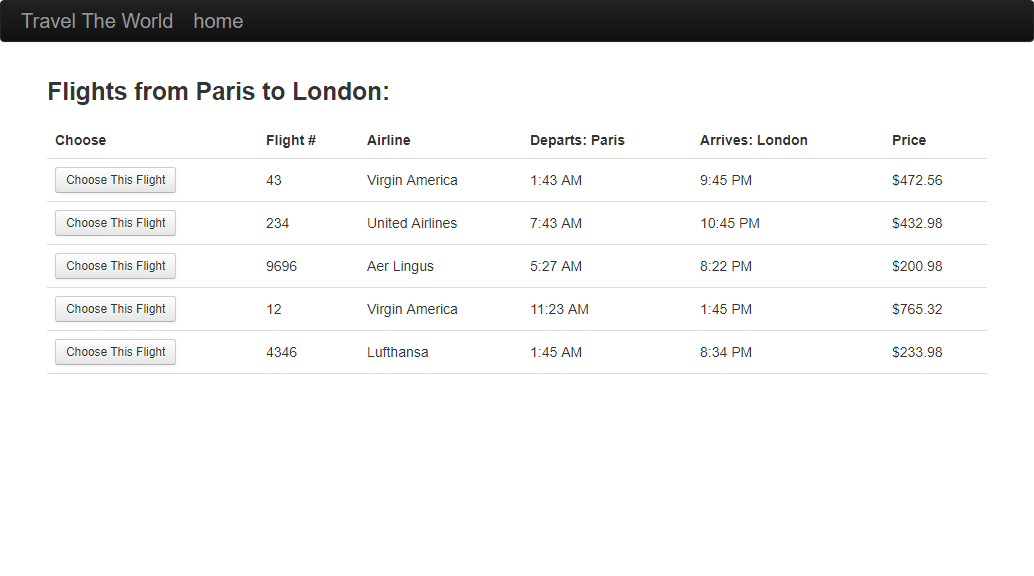 Travel The World home
Flights from Paris to London:
Choose Flight # Airline Departs: Paris Arrives: London Price
Choose This Flight 43 Virgin America 1:43 AM 9:45 PM $472.56
Choose This Flight 234 United Airlines 7:43 AM 10:45 PM $432.98
Choose This Flight 9696 Aer Lingus 5:27 AM 8:22 PM $200.98
Choose This Flight 12 Virgin America 11:23 AM 1:45 PM $765.32
Choose This Flight 4346 Lufthansa 1:45 AM 8:34 PM $233.98